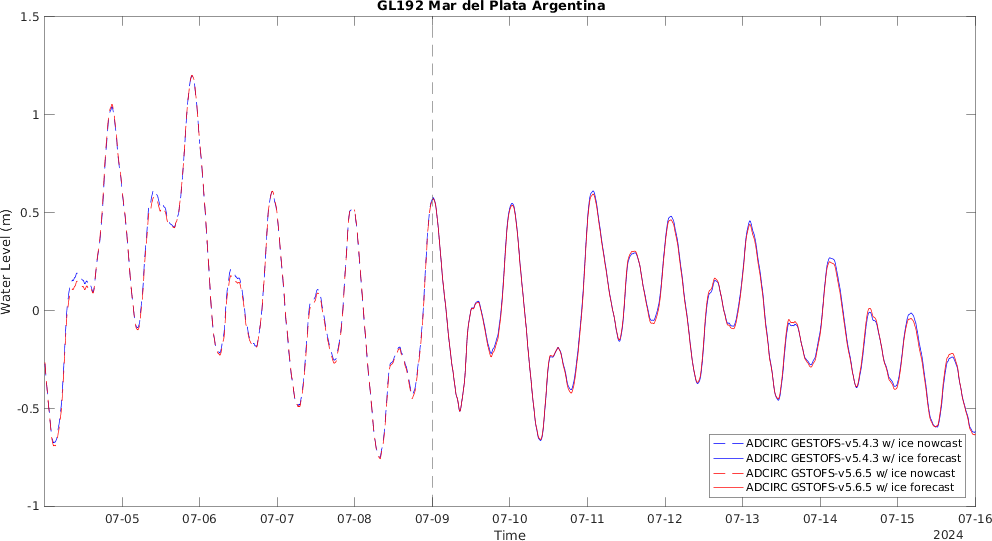 GL192 Mar del Plata Argentina
1.5
1
0.5
0
-0.5
-1
Water Level (m)
ADCIRC GESTOFS-v5.4.3 w/ ice nowcast
ADCIRC GESTOFS-v5.4.3 w/ ice forecast
ADCIRC GSTOFS-v5.6.5 w/ ice nowcast
ADCIRC GSTOFS-v5.6.5 w/ ice forecast
07-05 07-06 07-07 07-08 07-09 07-10 07-11 07-12 07-13 07-14 07-15 07-16
Time
2024